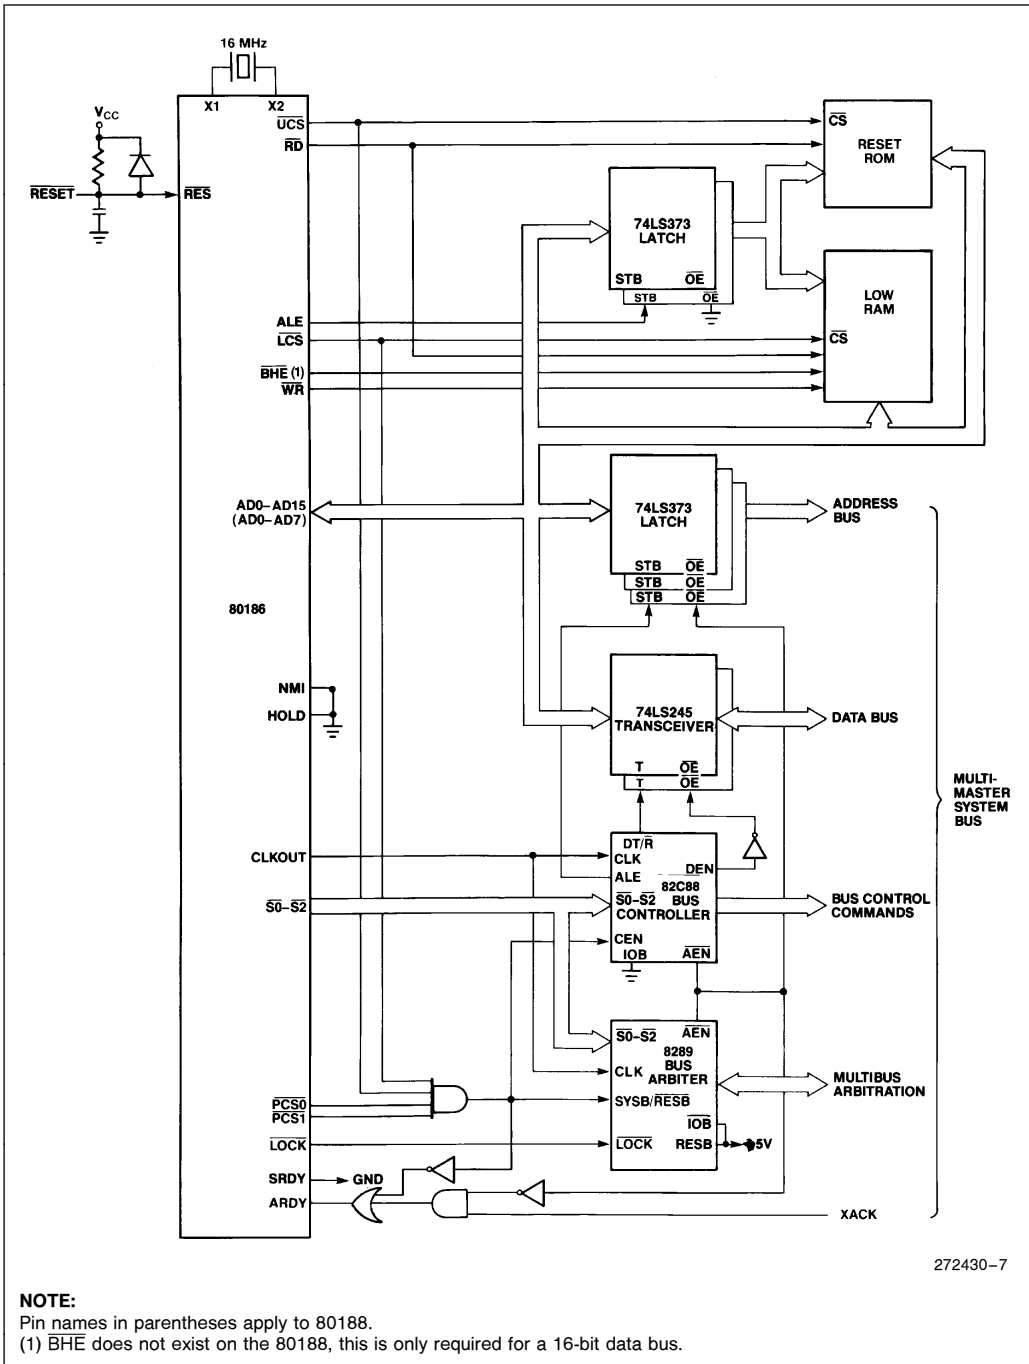 16 MHz
X1 X2
VCC
RESET
RES
UCS
RD
CS
RESET
ROM
74LS373
LATCH
STB OE
STB OE
LOW
RAM
CS
ALE
LCS
BHE (1)
WR
AD0–AD15
(AD0–AD7)
74LS373
LATCH
STB OE
STB OE
STB OE
ADDRESS
BUS
80186
NMI
HOLD
74LS245
TRANSCEIVER
T OE
T OE
DATA BUS
MULTI-
MASTER
SYSTEM
BUS
CLKOUT
S0–S2
DT/R
CLK
ALE
DEN
82C88
S0–S2 BUS
CONTROLLER
CEN
IOB AEN
BUS CONTROL
COMMANDS
S0–S2 AEN
8289
BUS
CLK ARBITER
SYSB/RESB
IOB
LOCK RESB
5V
MULTIBUS
ARBITRATION
PCS0
PCS1
LOCK
SRDY
GND
ARDY
XACK
272430–7
NOTE:
Pin names in parentheses apply to 80188.
(1) BHE does not exist on the 80188, this is only required for a 16-bit data bus.